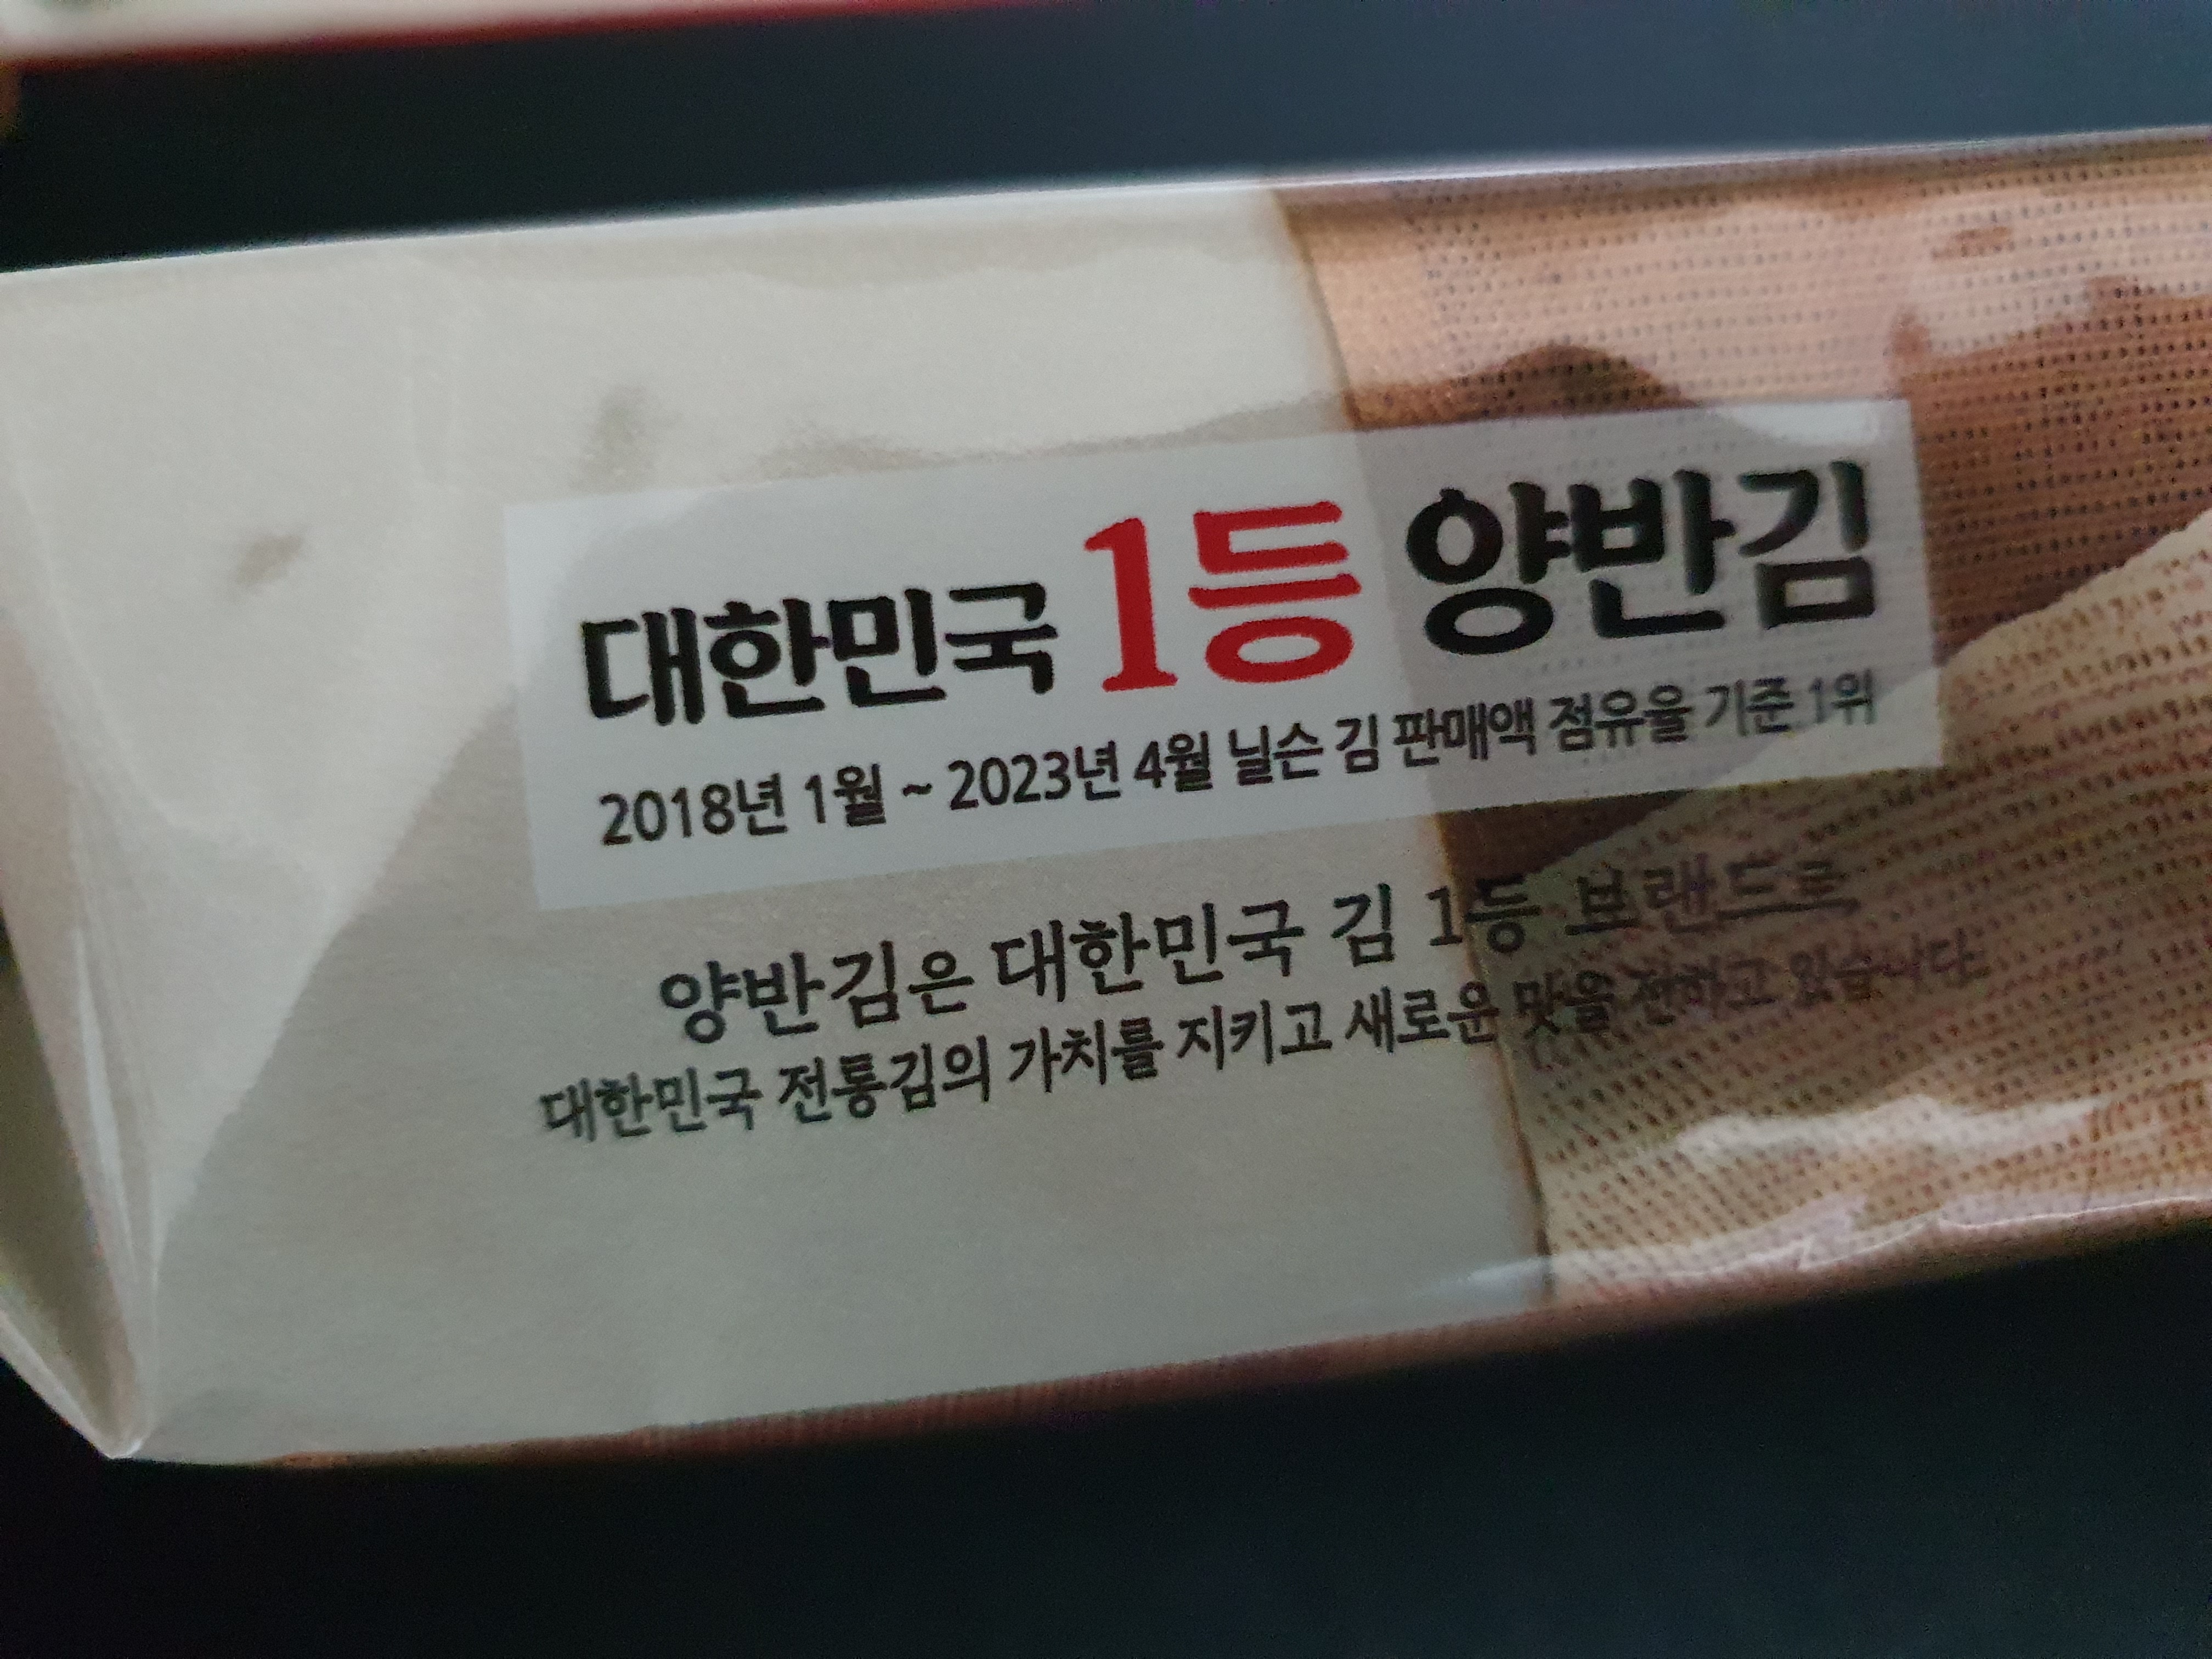 대한민국 1등 양반김
2018년 1월 ~ 2023년 4월 닐슨 김 판매액 점유율 기준 1위
양반김은 대한민국 김 1등 브랜드로
대한민국 전통김의 가치를 지키고 새로운 맛을 전하고 있습니다.